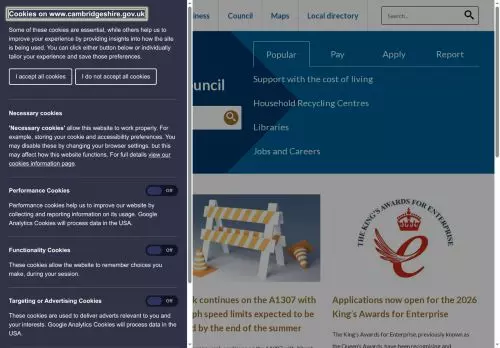 Cookies on www.cambridgeshire.gov.uk
Some of these cookies are essential, while others help us to
improve your experience by providing insights into how the site
is being used. You can click either button below or individually
tailor your experience and save those preferences.
I accept all cookies
I do not accept all cookies
Necessary cookies
'Necessary cookies' allow this website to work properly. For
example, storing your cookie and accessibility preferences. You
may disable these by changing your browser settings, but this
may affect how this website functions. For full details view our
cookies information page.
Performance Cookies
Off
Performance cookies help us to improve our website by
collecting and reporting information on its usage. Google
Analytics Cookies will process data in the USA.
Functionality Cookies
Off
These cookies allow the website to remember choices you
make, during your session.
Targeting or Advertising Cookies
Off
These cookies are used to deliver adverts relevant to you and
your interests. Google Analytics Cookies will process data in the USA.
iness
Council
Maps
Local directory
Search..
ouncil
Popular
Pay
Apply
Report
Support with the cost of living
Household Recycling Centres
Libraries
Jobs and Careers
k continues on the A1307 with
ph speed limits expected to be
d by the end of the summer
THE KING'S AWARDS FOR ENTERPRISE
Applications now open for the 2026
King's Awards for Enterprise
The King's Awards for Enterprise, previously known as
the Queen's Awards, have been recognising and